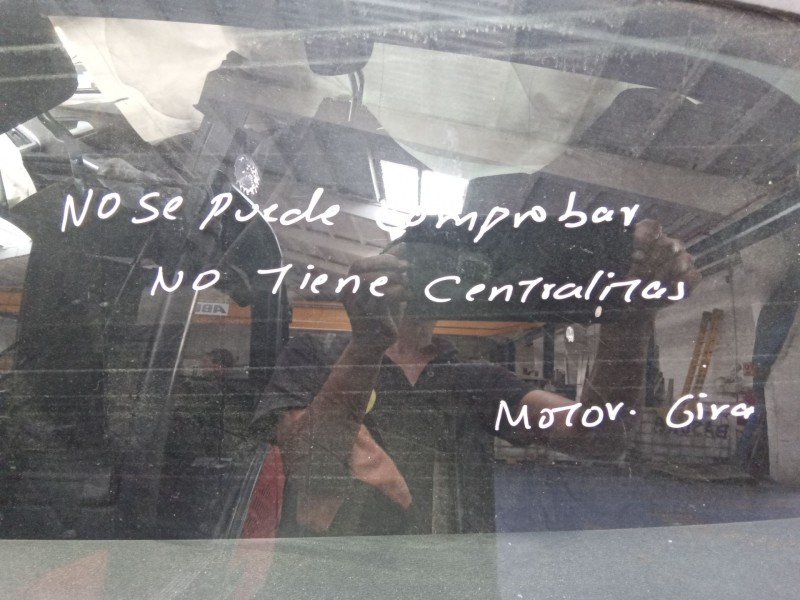 No se puede comprobar
No Tiene Centralitas
Motor. Gira